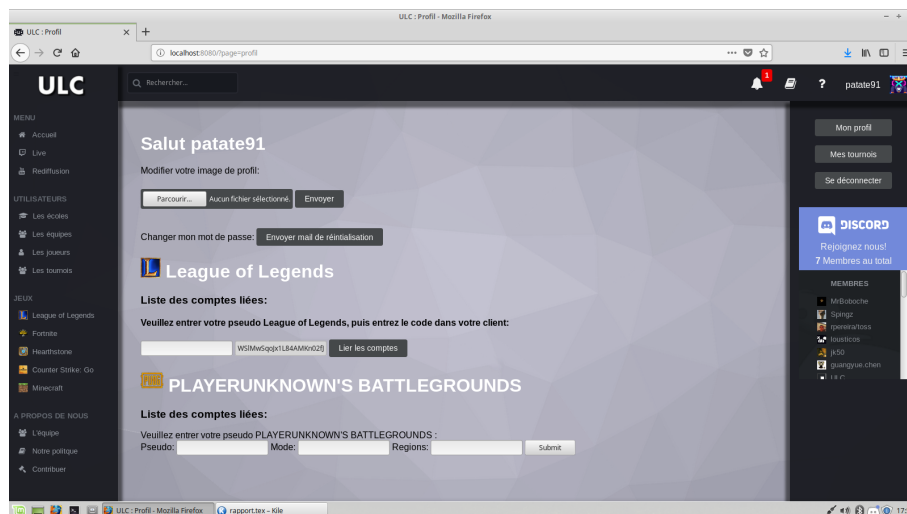 ULC : Profil - Mozilla Firefox
ULC : Profil
localhost:8080/?page=profil
ULC
Rechercher...
1
?
patate91
MENU
Accueil
Live
Rediffusion
UTILISATEURS
Les écoles
Les équipes
Les joueurs
Les tournois
JEUX
League of Legends
Fortnite
Hearthstone
Counter Strike: Go
Minecraft
A PROPOS DE NOUS
L'équipe
Notre politque
Contribuer
Salut patate91
Modifier votre image de profil:
Parcourir... Aucun fichier sélectionné. Envoyer
Changer mon mot de passe: Envoyer mail de réintialisation
League of Legends
Liste des comptes liées:
Veuillez entrer votre pseudo League of Legends, puis entrez le code dans votre client:
Lier les comptes
PUBG PLAYERUNKNOWN'S BATTLEGROUNDS
Liste des comptes liées:
Veuillez entrer votre pseudo PLAYERUNKNOWN'S BATTLEGROUNDS :
Pseudo: Mode: Regions: Submit
Mon profil
Mes tournois
Se déconnecter
DISCORD
Rejoignez nous!
7 Membres au total
MEMBRES
MrBoboche
Spingz
rpereira/toss
lousticos
jk50
guangyue.chen
ULC
ULC : Profil - Mozilla Firefox
rapport.tex – Kile
17: